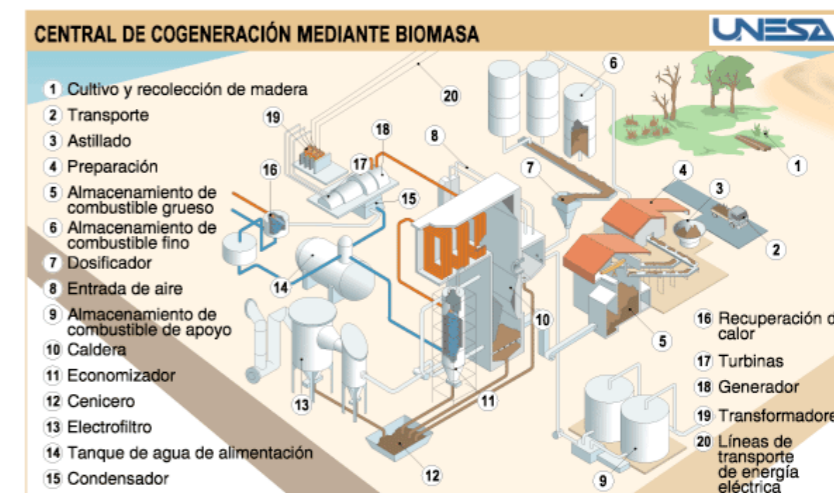 CENTRAL DE COGENERACIÓN MEDIANTE BIOMASA
UNESA
1 Cultivo y recolección de madera
2 Transporte
3 Astillado
4 Preparación
5 Almacenamiento de
combustible grueso
6 Almacenamiento de
combustible fino
7 Dosificador
8 Entrada de aire
9 Almacenamiento de
combustible de apoyo
10 Caldera
11 Economizador
12 Cenicero
13 Electrofiltro
14 Tanque de agua de alimentación
15 Condensador
16 Recuperación d
calor
17 Turbinas
18 Generador
19 Transformadore
20 Líneas de
transporte
de energía
eléctrica
6
20
19
18
8
16
17
7
4
1
15
3
2
14
10
5
13
11
12
9